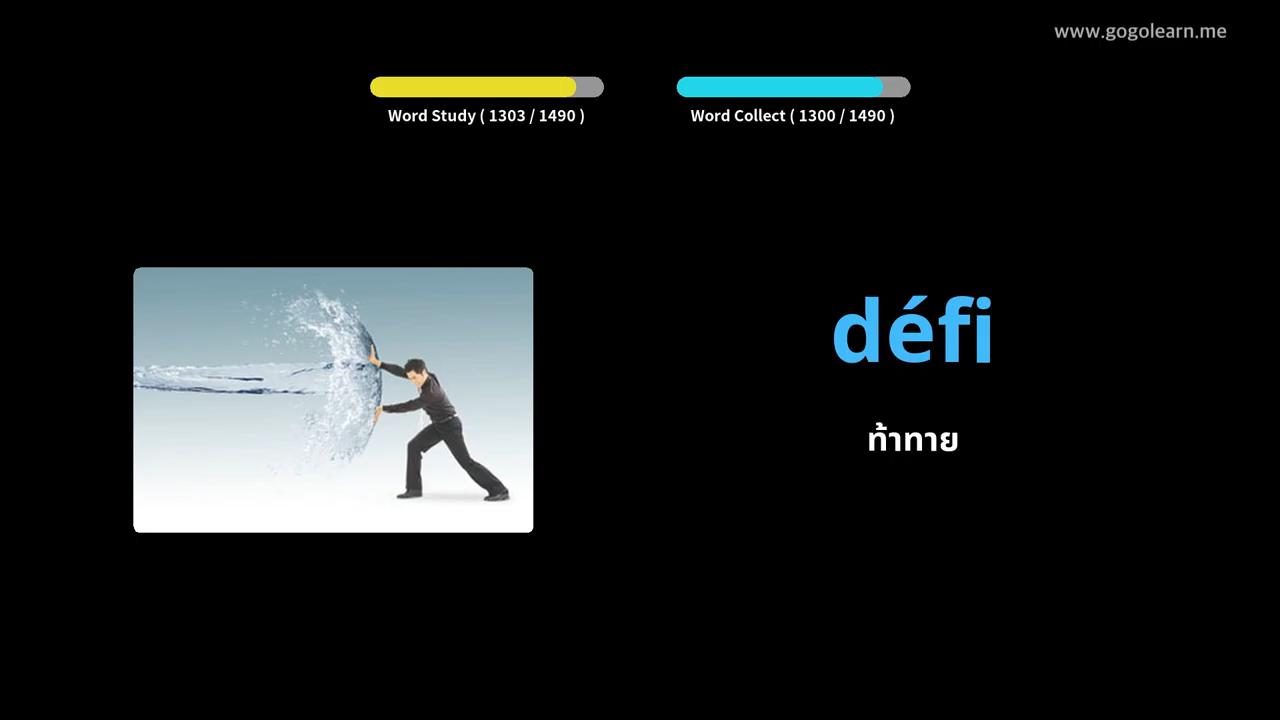 www.gogolearn.me
Word Study ( 1303 / 1490 )
Word Collect ( 1300 / 1490 )
défi
ท้าทาย